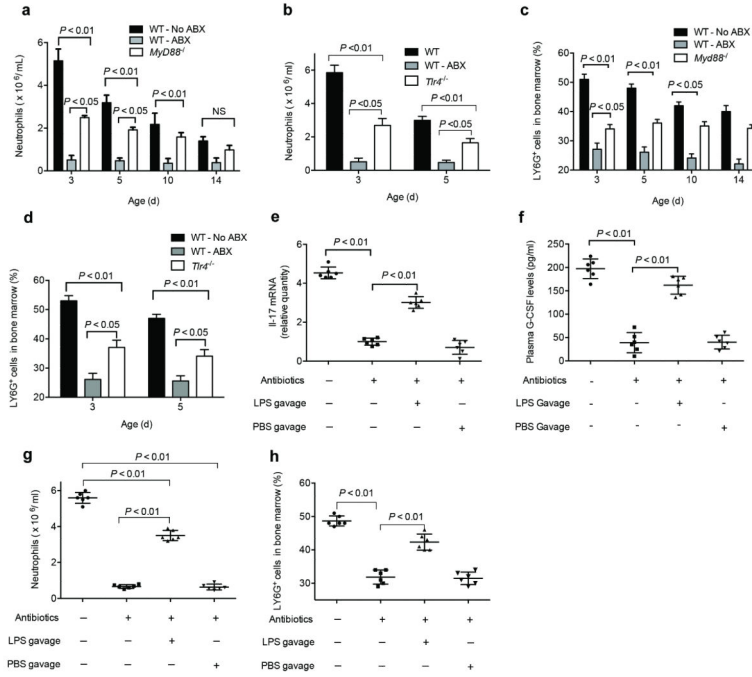 a
WT - No ABX
WT - ABX
MyD88-/
Neutrophils ( x 10⁶/mL)
P < 0.01
P < 0.01
P < 0.01
P < 0.05
P < 0.05
NS
6
4
2
0
3 5 10 14
Age (d)
b
WT
WT - ABX
Tlr4⁻/⁻
Neutrophils ( x 10⁶/ ml)
P <0.01
P <0.05
P <0.01
P <0.05
6
4
2
0
3 5
Age (d)
c
WT - No ABX
WT - ABX
Myd88⁻/
LY6G⁺ cells in bone marrow (%)
P < 0.01
P < 0.01
P < 0.05
P < 0.05
60
50
40
30
20
3 5 10 14
Age (d)
d
WT - No ABX
WT - ABX
Tlr4⁻/⁻
LY6G⁺ cells in bone marrow (%)
P < 0.01
P < 0.01
P < 0.05
P < 0.05
60
50
40
30
20
3 5
Age (d)
e
Il-17 mRNA
(relative quantity)
P < 0.01
P < 0.01
6
4
2
0
Antibiotics – + + +
LPS gavage – – + –
PBS gavage – – – +
f
Plasma G-CSF levels (pg/ml)
P < 0.01
P < 0.01
250
200
150
100
50
0
Antibiotics - + + +
LPS Gavage - - + -
PBS Gavage - - - +
g
Neutrophils ( x 10⁶/ ml)
P < 0.01
P < 0.01
P < 0.01
6
4
2
0
Antibiotics – + + +
LPS gavage – – + –
PBS gavage – – – +
h
LY6G⁺ cells in bone marrow (%)
P < 0.01
P < 0.01
60
50
40
30
Antibiotics – + + +
LPS gavage – – + –
PBS gavage – – – +